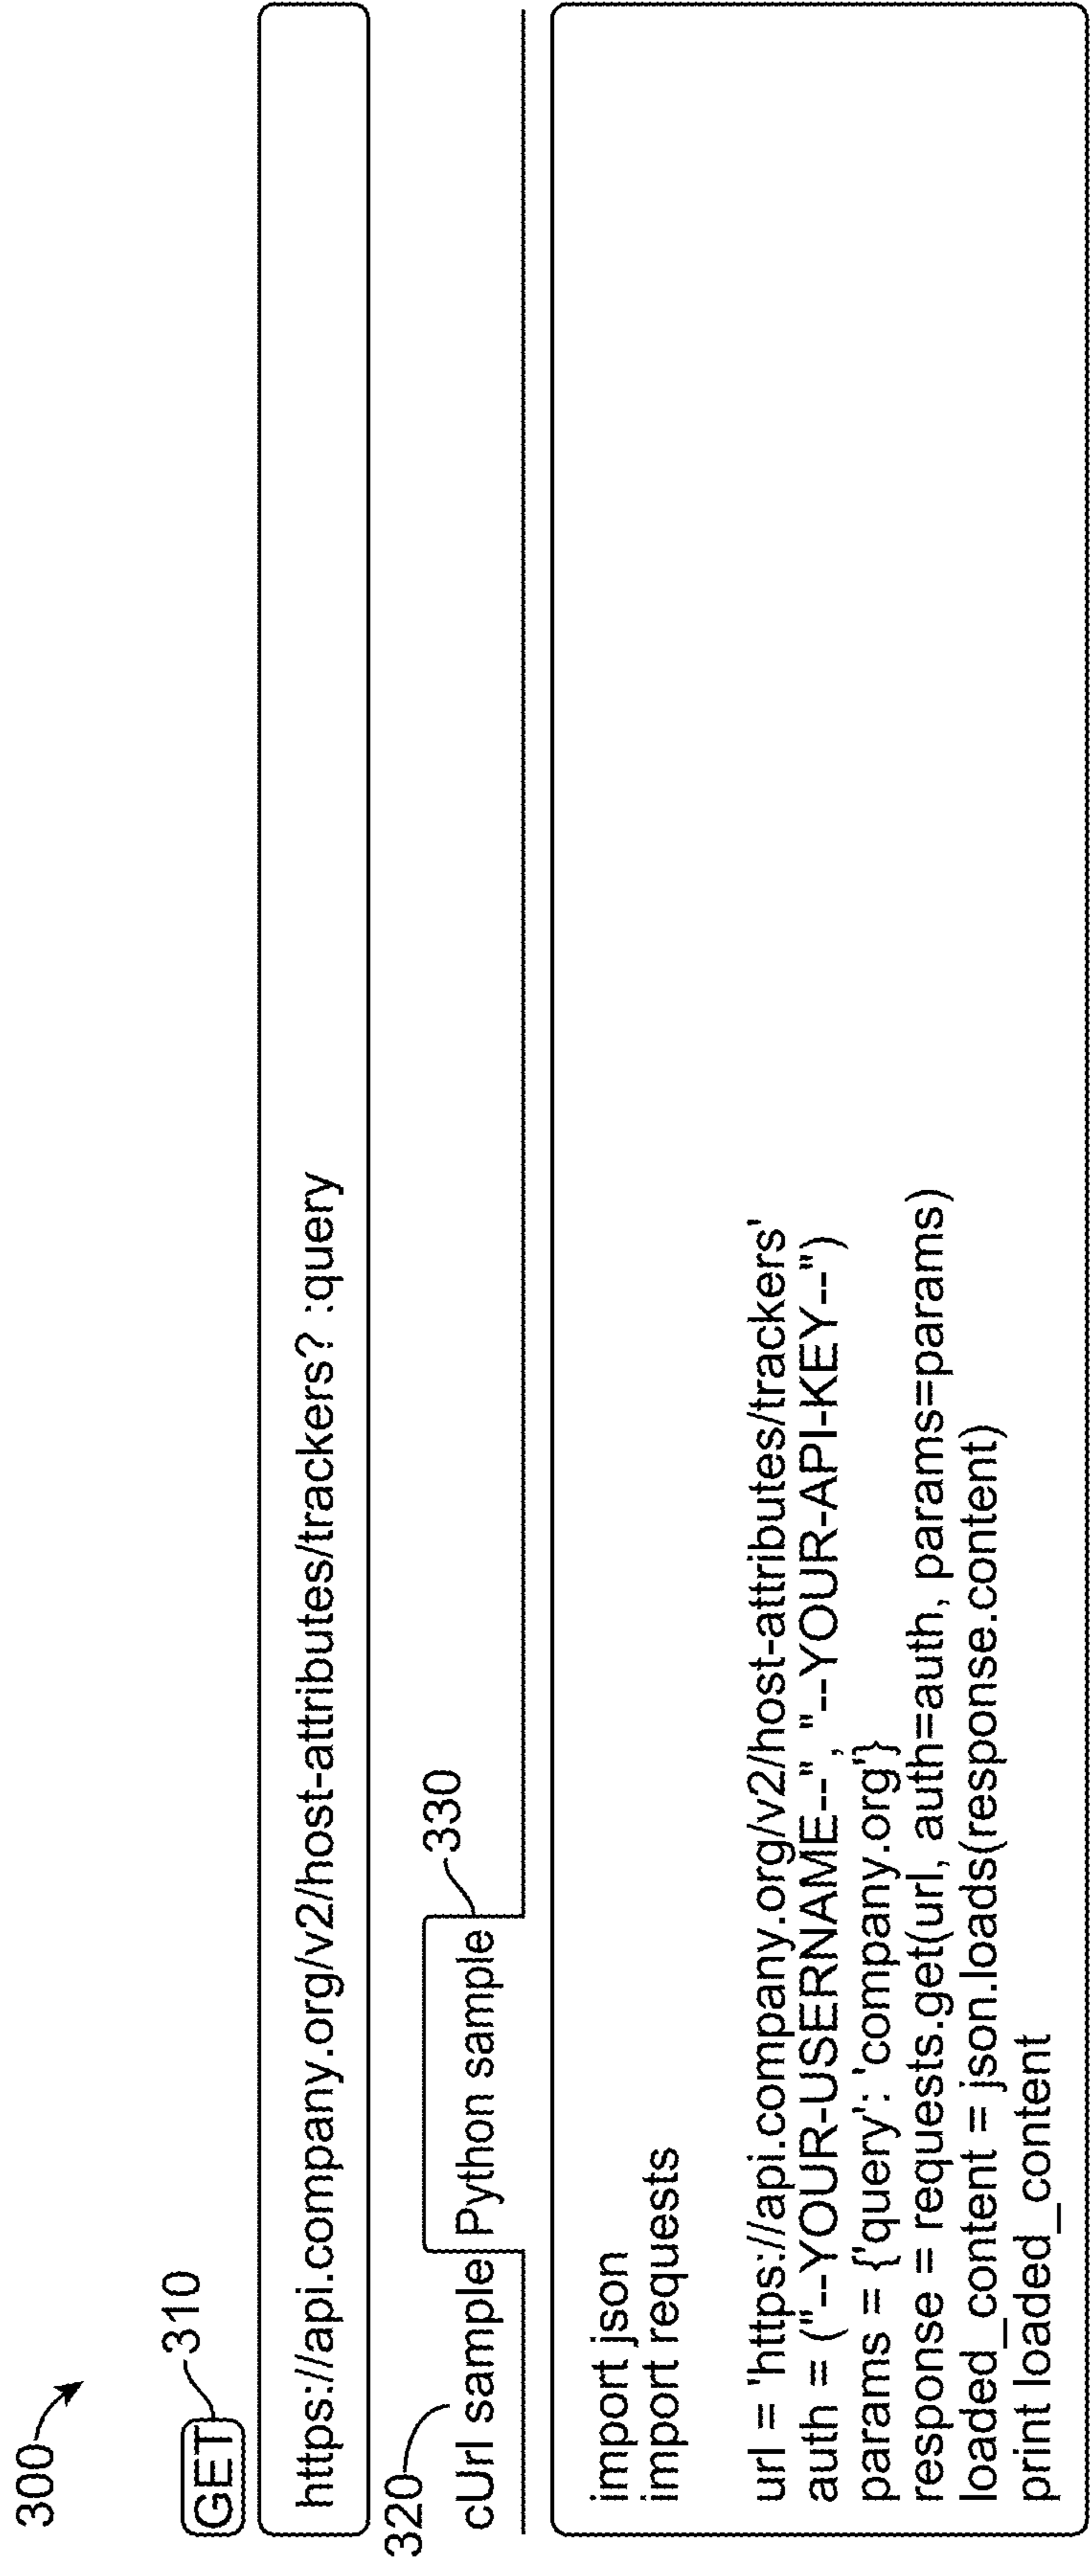 300
GET 310
https://api.company.org/v2/host-attributes/trackers? :query
320
330
cUrl sample Python sample
import json
import requests
url = 'https://api.company.org/v2/host-attributes/trackers'
auth = ("--YOUR-USERNAME--", "--YOUR-API-KEY--")
params = {'query': 'company.org'}
response = requests.get(url, auth=auth, params=params)
loaded_content = json.loads(response.content)
print loaded_content